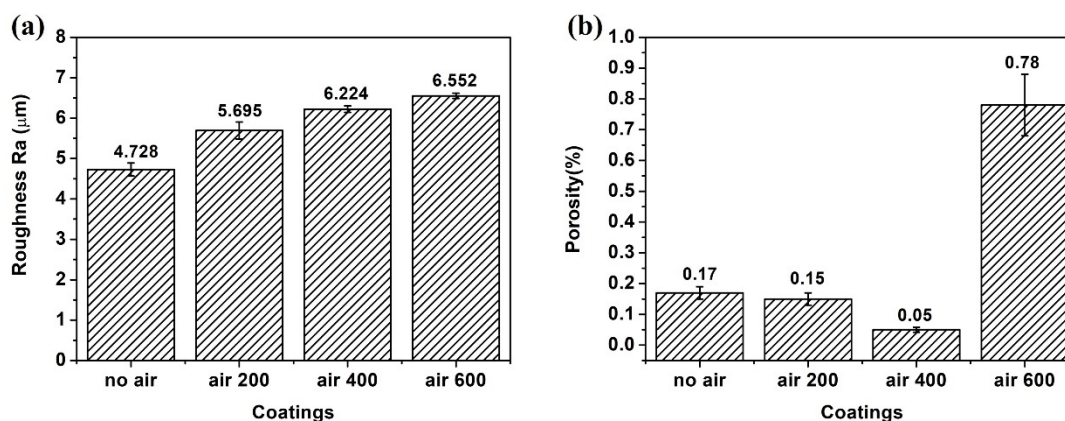 (a)
Roughness Ra (μm)
8
7
6
5
4
3
2
1
0
4.728
5.695
6.224
6.552
no air
air 200
air 400
air 600
Coatings
(b)
Porosity(%)
1.0
0.9
0.8
0.7
0.6
0.5
0.4
0.3
0.2
0.1
0.0
0.17
0.15
0.05
0.78
no air
air 200
air 400
air 600
Coatings